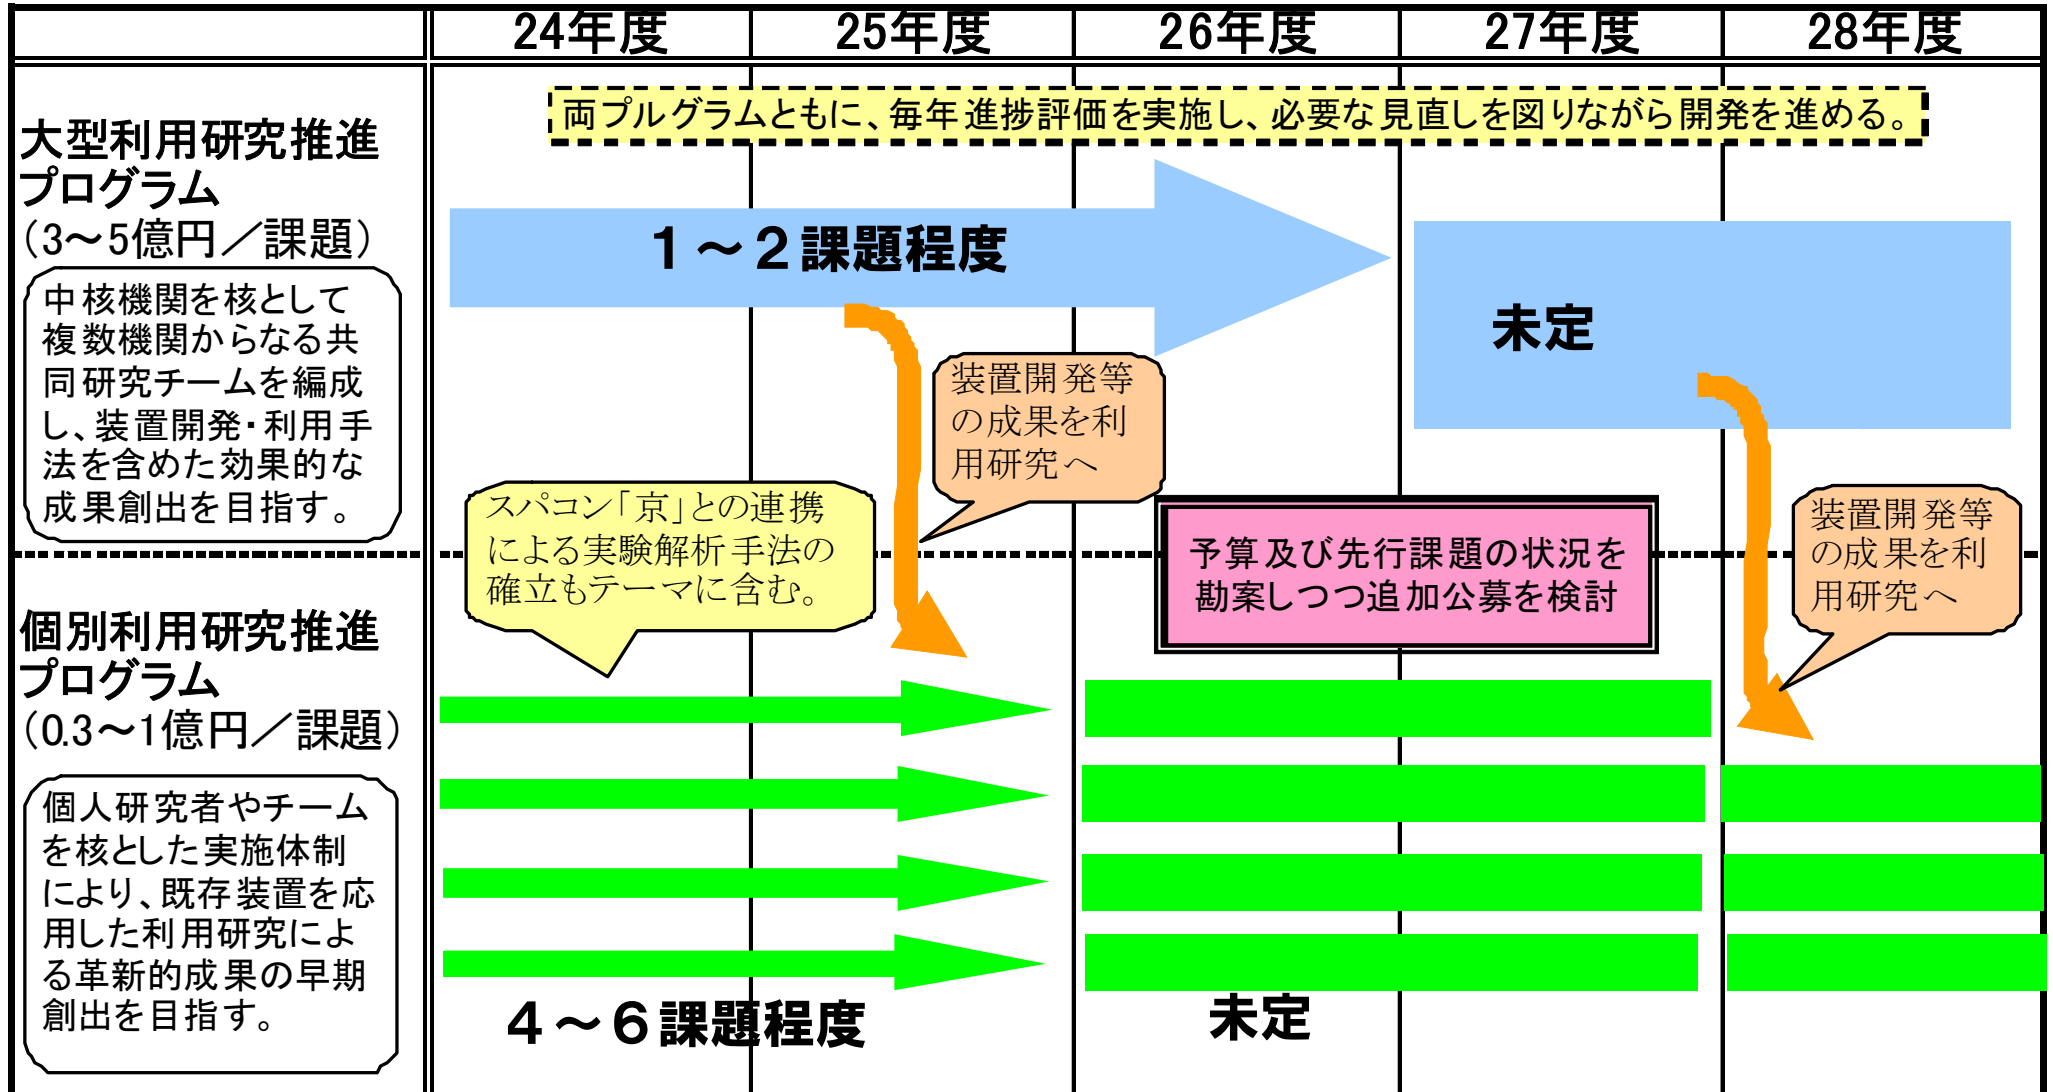 24年度 25年度 26年度 27年度 28年度
両プルグラムともに、毎年進捗評価を実施し、必要な見直しを図りながら開発を進める。
大型利用研究推進
プログラム
（3～5億円／課題）
中核機関を核として
複数機関からなる共
同研究チームを編成
し、装置開発・利用手
法を含めた効果的な
成果創出を目指す。
１～２課題程度
未定
装置開発等
の成果を利
用研究へ
スパコン「京」との連携
による実験解析手法の
確立もテーマに含む。
予算及び先行課題の状況を
勘案しつつ追加公募を検討
装置開発等
の成果を利
用研究へ
個別利用研究推進
プログラム
（0.3～1億円／課題）
個人研究者やチーム
を核とした実施体制
により、既存装置を応
用した利用研究によ
る革新的成果の早期
創出を目指す。
４～６課題程度
未定